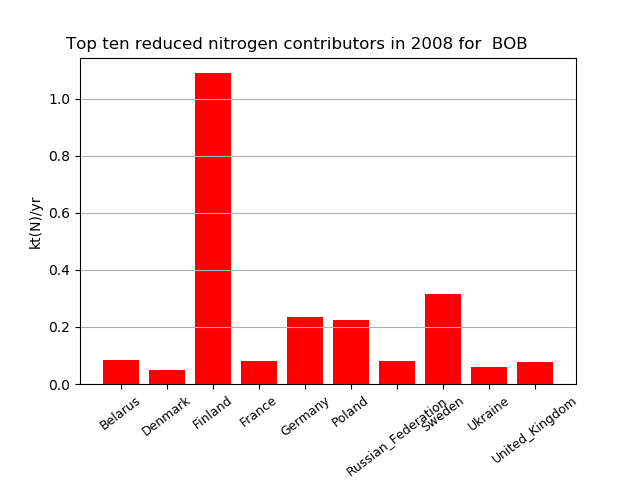 Top ten reduced nitrogen contributors in 2008 for  BOB
kt(N)/yr
1.0
0.8
0.6
0.4
0.2
0.0
Belarus
Denmark
Finland
France
Germany
Poland
Russian_Federation
Sweden
Ukraine
United_Kingdom